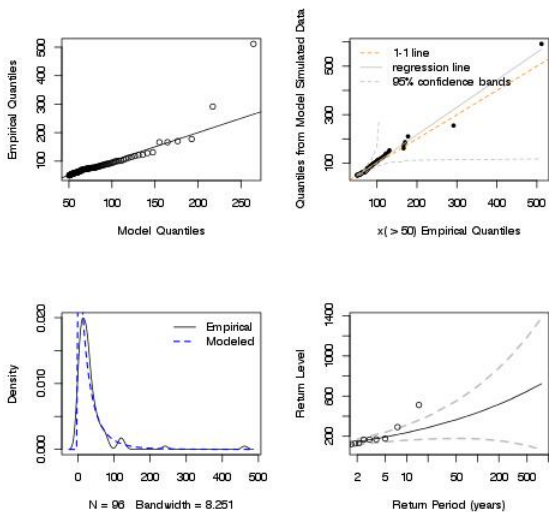 Empirical Quantiles
100 200 300 400 500
50 100 150 200 250
Model Quantiles
Quantiles from Model Simulated Data
100 300 500
1-1 line
regression line
95% confidence bands
0 100 200 300 400 500
x( > 50) Empirical Quantiles
Density
0.000 0.010 0.020
Empirical
Modeled
0 100 200 300 400 500
N = 96 Bandwidth = 8.251
Return Level
200 600 1000 1400
2 5 10 50 200 500
Return Period (years)